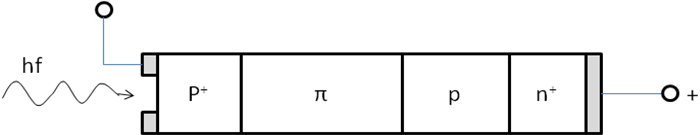 hf
P⁺ π p n⁺ +